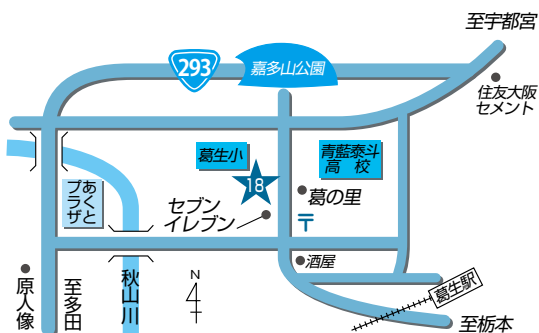 至宇都宮
293
嘉多山公園
住友大阪
セメント
葛生小
青藍泰斗
高 校
18
あくと
プラザ
葛の里
セブン
イレブン
〒
酒屋
N
原人像
至多田
秋山川
葛生駅
至栃木